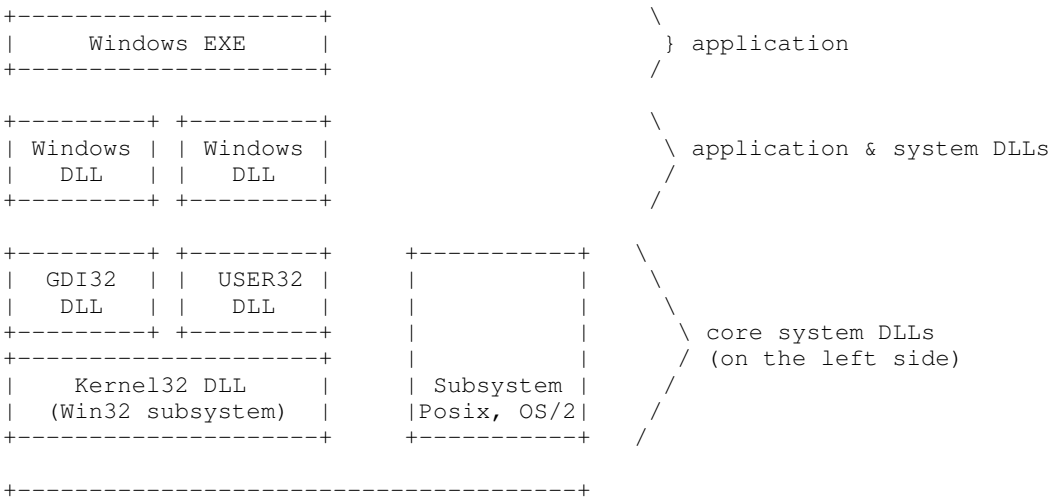 +---------------------+ \
| Windows EXE | } application
+---------------------+ /
+---------+ +---------+ \
| Windows | | Windows | \ application & system DLLs
| DLL | | DLL | /
+---------+ +---------+ /
+---------+ +---------+ +-----------+ \
| GDI32 | | USER32 | | | \
| DLL | | DLL | | | \
+---------+ +---------+ | | \ core system DLLs
+---------------------+ | | / (on the left side)
| Kernel32 DLL | | Subsystem | /
| (Win32 subsystem) | |Posix, OS/2| /
+---------------------+ +-----------+ /
+---------------------------------------+